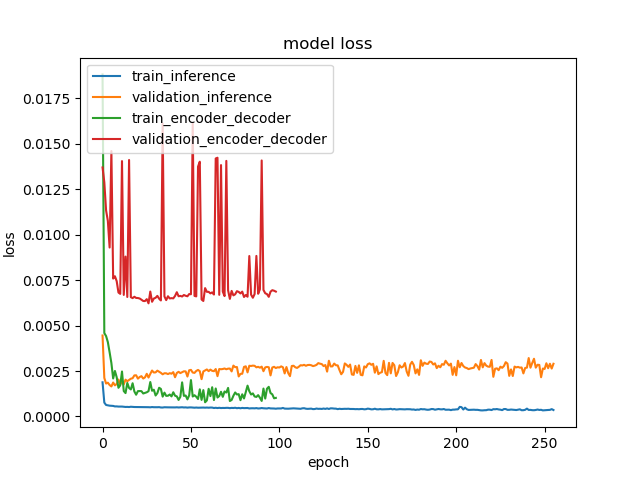 model loss
train_inference
validation_inference
train_encoder_decoder
validation_encoder_decoder
0.0175
0.0150
0.0125
0.0100
0.0075
0.0050
0.0025
0.0000
loss
0
50
100
150
200
250
epoch